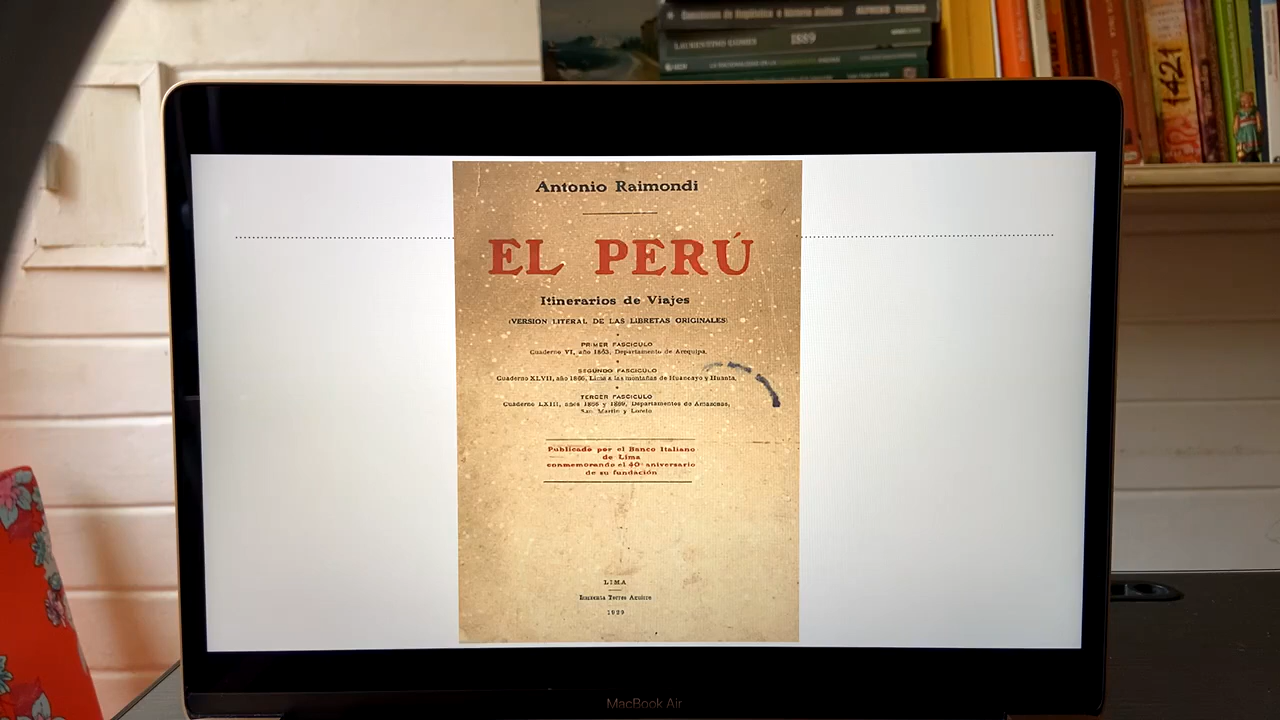 LAURENTINO GOMES 1889
1421
Antonio Raimondi
EL PERÚ
Itinerarios de Viajes
(VERSION LITERAL DE LAS LIBRETAS ORIGINALES)
PRIMER FASCICULO
Cuaderno VI, año 1863, Departamento de Arequipa.
SEGUNDO FASCICULO
Cuaderno XLVII, año 1866, Lima a las montañas de Huancayo y Huanta.
TERCER FASCICULO
Cuaderno LXIII, años y 1869, Departamentos de Amazonas,
San Martín y Loreto.
Publicado por el Banco Italiano
de Lima
conmemorando el 40º aniversario
de su fundación
LIMA
Imprenta Torres Aguirre
1929
MacBook Air